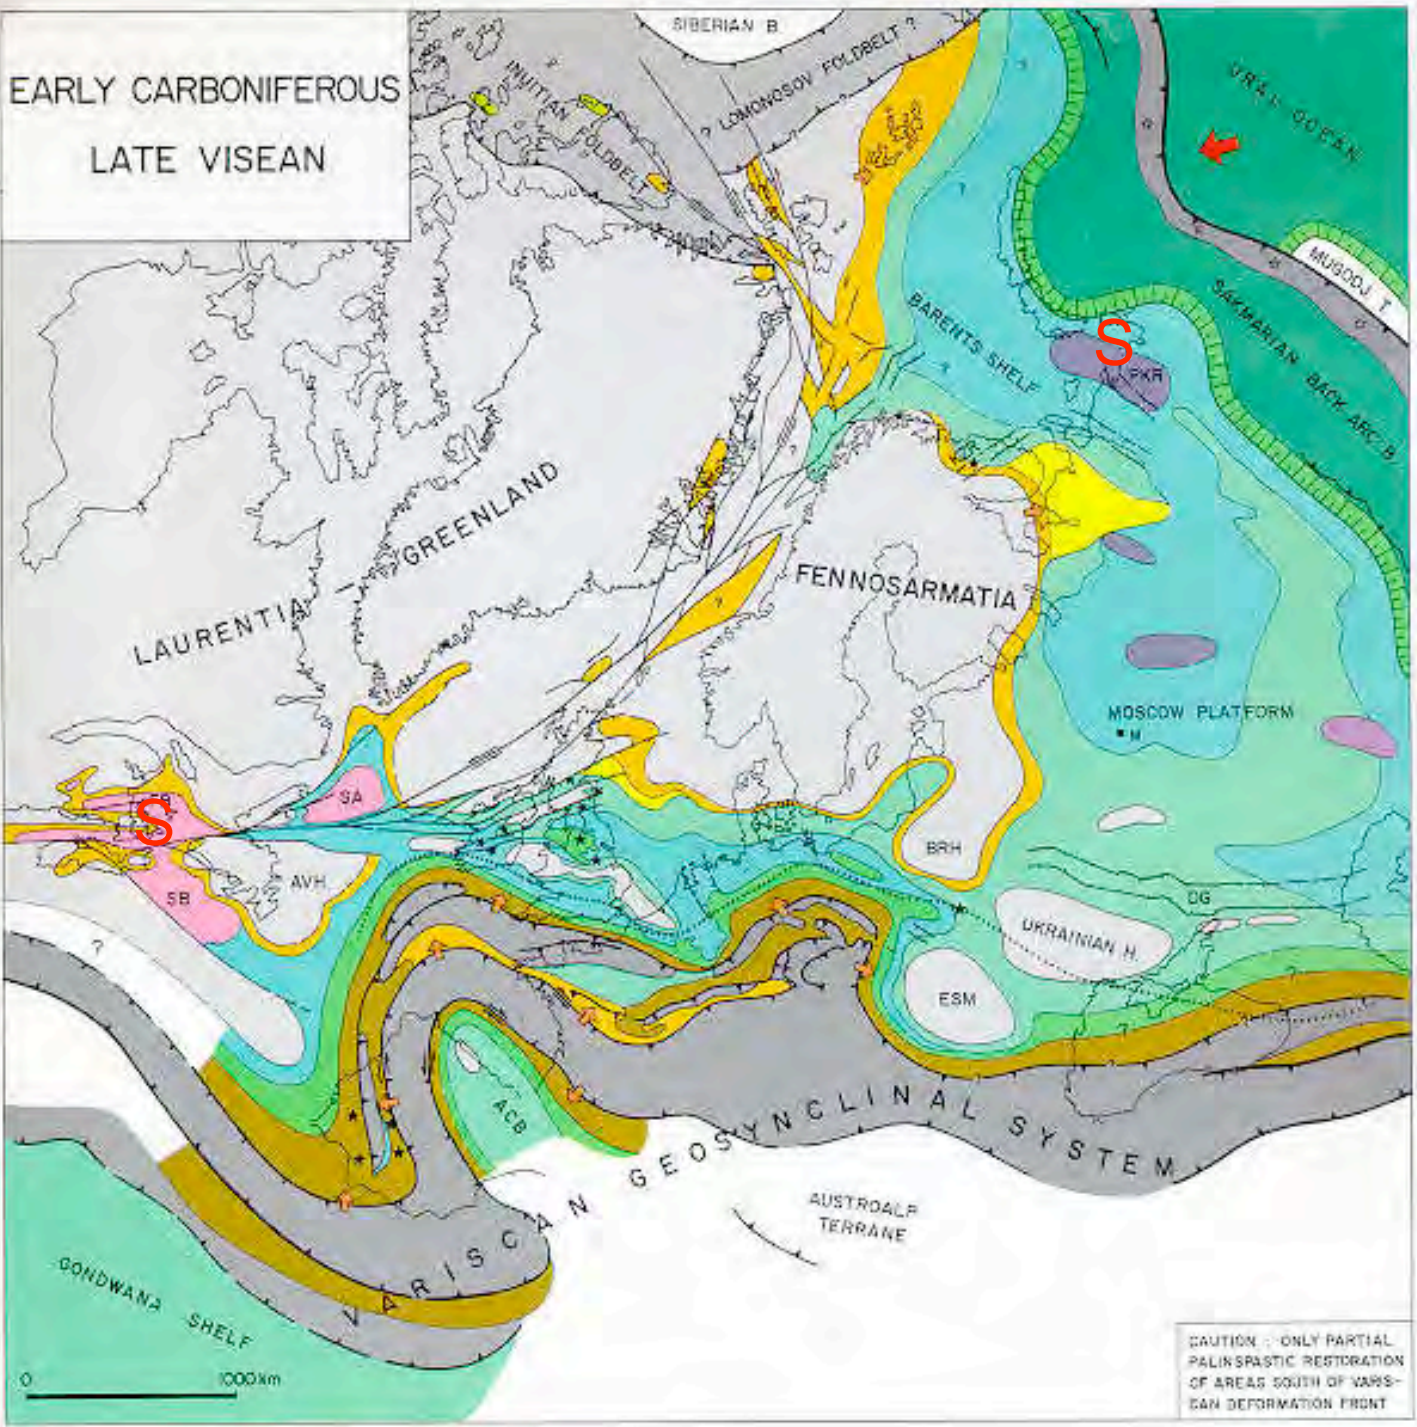 EARLY CARBONIFEROUS
LATE VISEAN
SIBERIAN B.
INUITIAN FOLDBELT
? LOMONOSOV FOLDBELT ?
URAL OCEAN
MUGODJ. T.
SAKMARIAN BACK-ARC B.
BARENTS SHELF
S
PKR
GREENLAND
LAURENTIA
FENNOSARMATIA
MOSCOW PLATFORM
M
SA
S
SB
AVH
BRH
DG
UKRAINIAN H.
ESM
ACB
VARISCAN GEOSYNCLINAL SYSTEM
AUSTROALP
TERRANE
GONDWANA SHELF
0 1000 km
CAUTION : ONLY PARTIAL
PALINSPASTIC RESTORATION
OF AREAS SOUTH OF VARIS-
CAN DEFORMATION FRONT